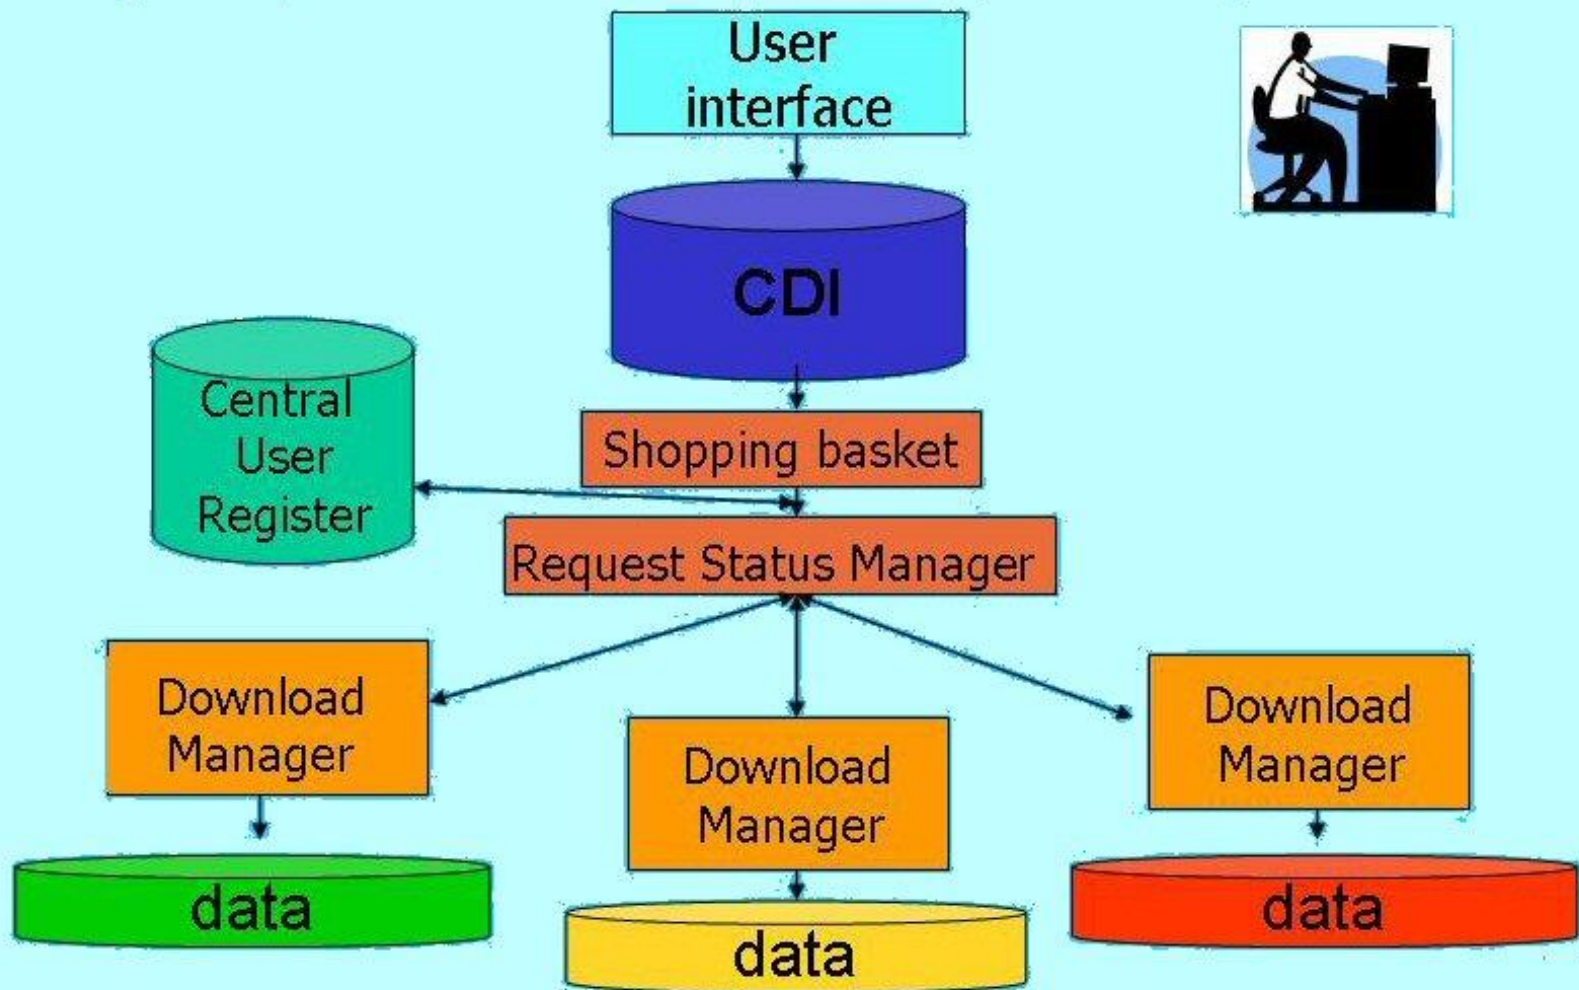 User
interface
CDI
Central
User
Register
Shopping basket
Request Status Manager
Download
Manager
data
Download
Manager
data
Download
Manager
data